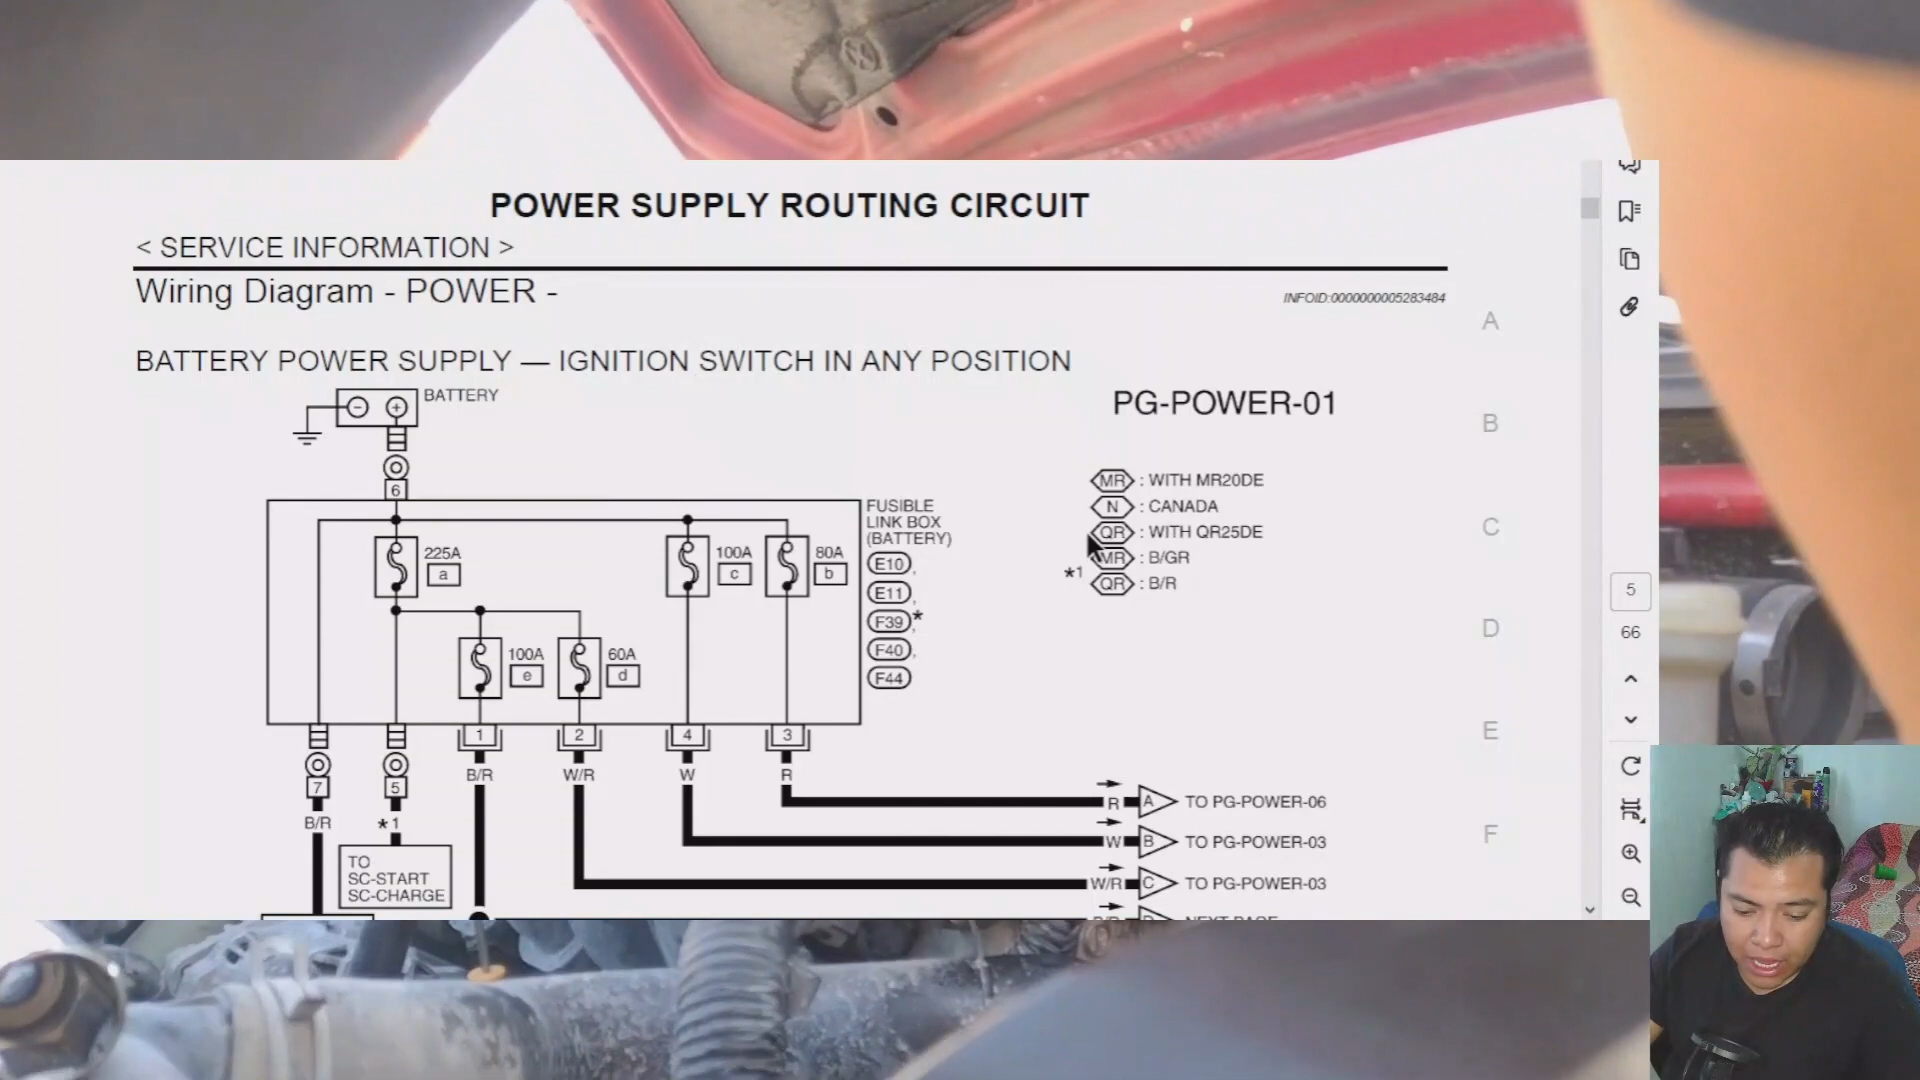 POWER SUPPLY ROUTING CIRCUIT
< SERVICE INFORMATION >
Wiring Diagram - POWER -
INFOID:0000000005283484
BATTERY POWER SUPPLY — IGNITION SWITCH IN ANY POSITION
BATTERY
PG-POWER-01
6
MR : WITH MR20DE
N : CANADA
QR : WITH QR25DE
*1 MR : B/GR
QR : B/R
FUSIBLE
LINK BOX
(BATTERY)
E10,
E11,
F39,*
F40,
F44
225A
a
100A
c
80A
b
100A
e
60A
d
1
2
4
3
B/R
W/R
W
R
7
5
B/R
*1
TO
SC-START
SC-CHARGE
R A TO PG-POWER-06
W B TO PG-POWER-03
W/R C TO PG-POWER-03
NEXT PAGE
A
B
C
D
E
F
5
66